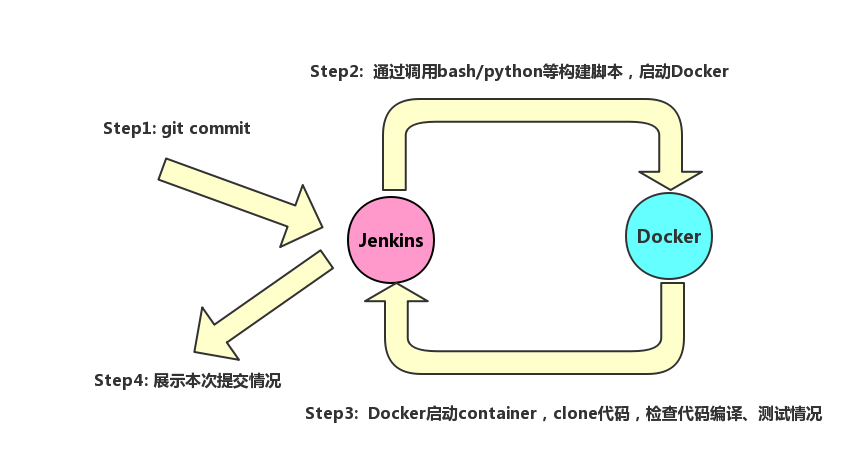 Step2:  通过调用bash/python等构建脚本，启动Docker
Step1: git commit
Jenkins
Docker
Step4: 展示本次提交情况
Step3:  Docker启动container，clone代码，检查代码编译、测试情况